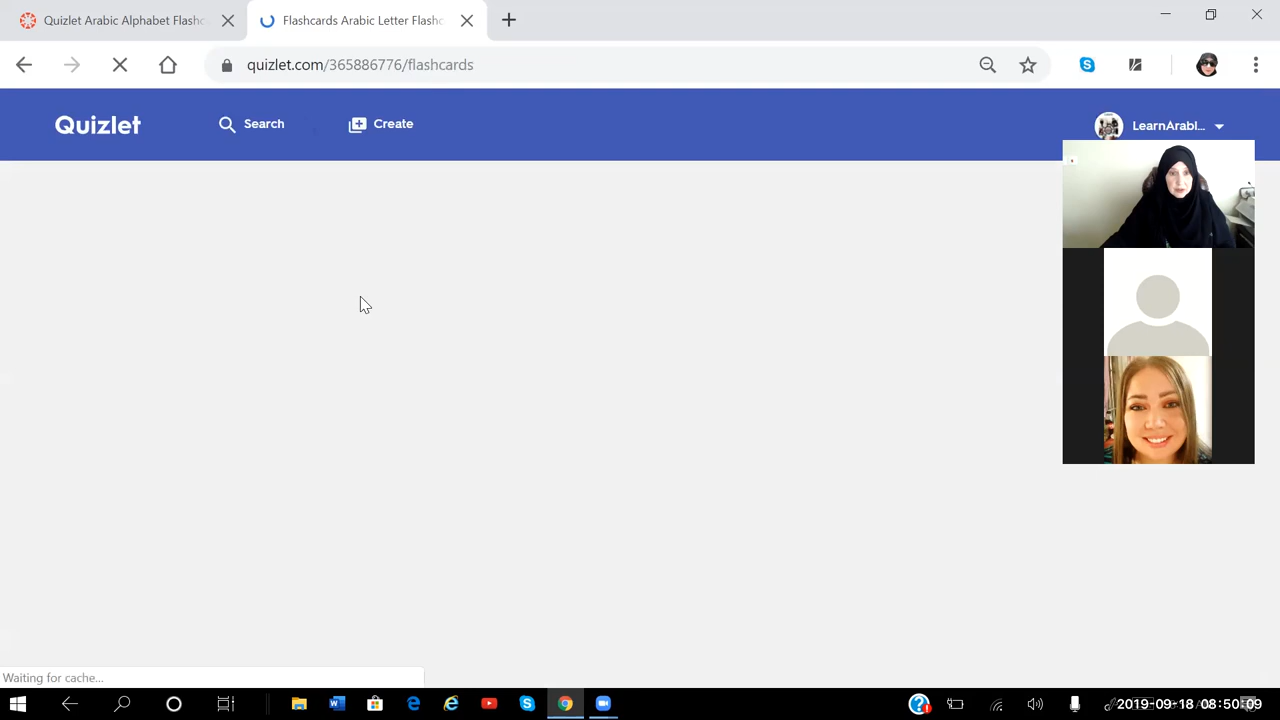 Quizlet Arabic Alphabet Flashc
Flashcards Arabic Letter Flashc
quizlet.com/365886776/flashcards
Quizlet
Search
Create
LearnArabI...
Waiting for cache...
2019-09-18 08:50:09